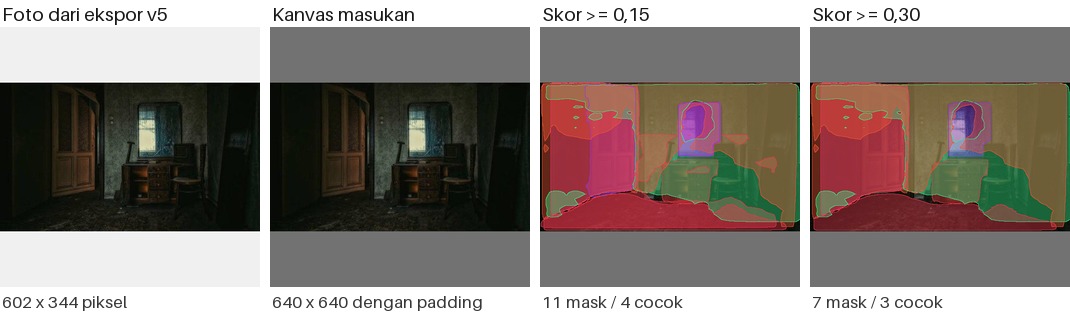 Foto dari ekspor v5
Kanvas masukan
Skor >= 0,15
Skor >= 0,30
602 x 344 piksel
640 x 640 dengan padding
11 mask / 4 cocok
7 mask / 3 cocok